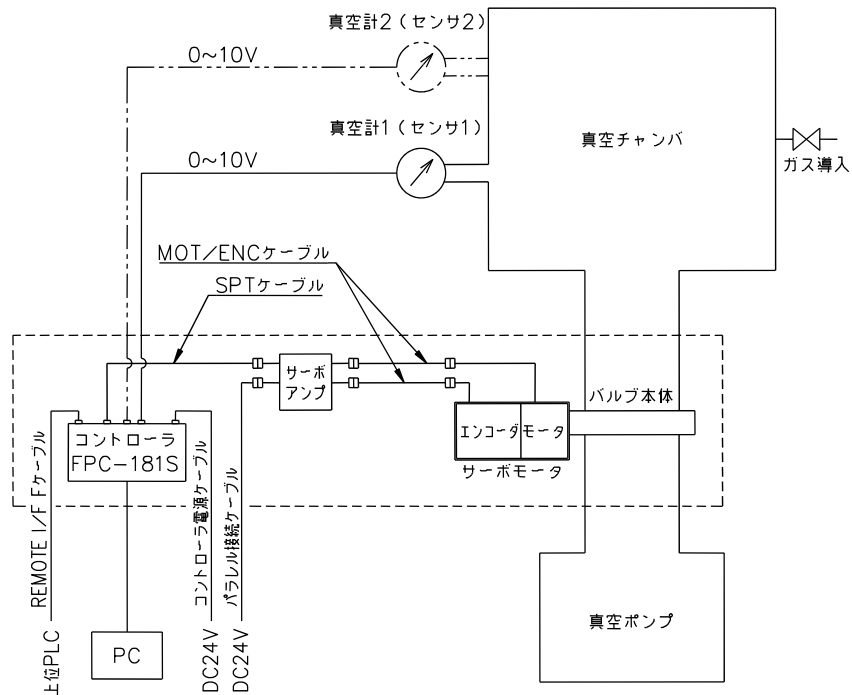 真空計2(センサ2)
0~10V
真空計1(センサ1)
0~10V
真空チャンバ
ガス導入
MOT/ENCケーブル
SPTケーブル
サーボ
アンプ
バルブ本体
エンコーダ
モータ
サーボモータ
コントローラ
FPC-181S
REMOTE I/F Fケーブル
上位PLC
コントローラ電源ケーブル
DC24V
パラレル接続ケーブル
DC24V
PC
真空ポンプ